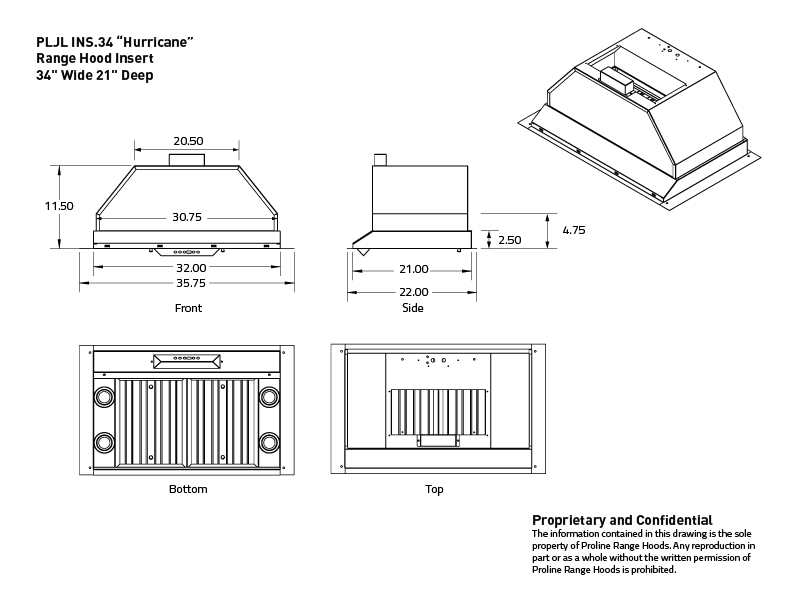 PLJL INS.34 “Hurricane”
Range Hood Insert
34" Wide 21" Deep
20.50
11.50
30.75
32.00
35.75
Front
4.75
2.50
21.00
22.00
Side
Bottom
Top
Proprietary and Confidential
The information contained in this drawing is the sole
property of Proline Range Hoods. Any reproduction in
part or as a whole without the written permission of
Proline Range Hoods is prohibited.